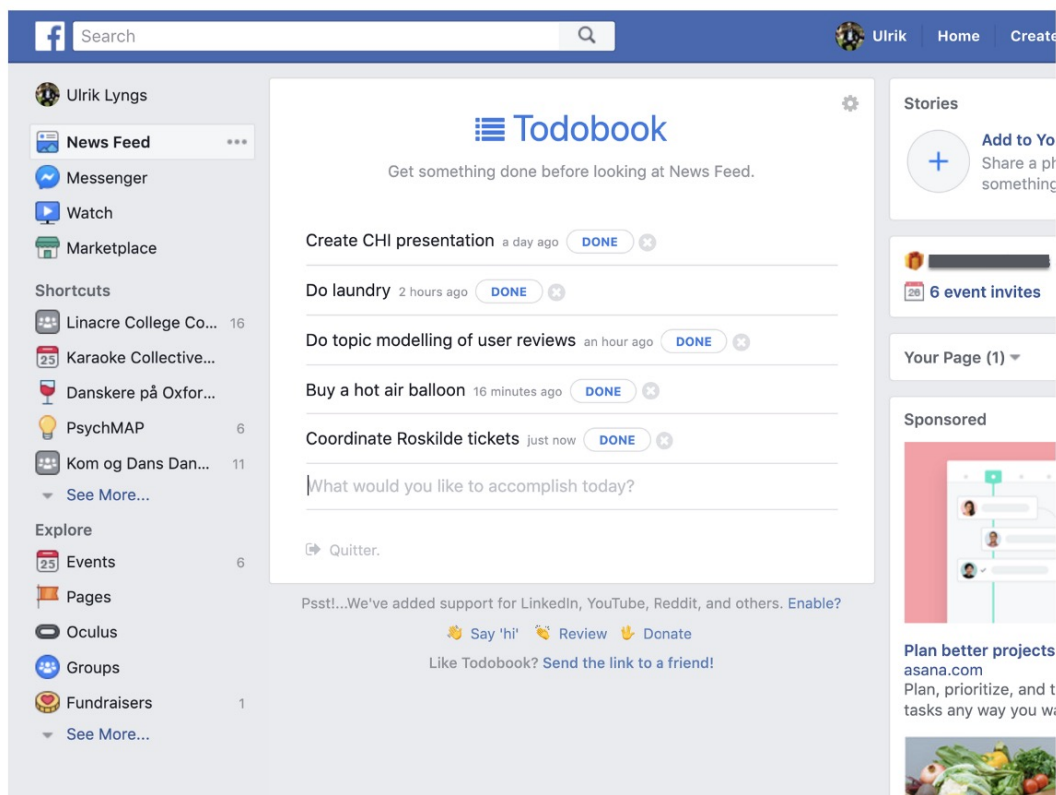 f
Search
Ulrik Home Create
Ulrik Lyngs
News Feed
Messenger
Watch
Marketplace
Shortcuts
Linacre College Co... 16
25 Karaoke Collective...
Danskere på Oxfor...
PsychMAP 6
Kom og Dans Dan... 11
See More...
Explore
25 Events 6
Pages
Oculus
Groups
Fundraisers 1
See More...
Todobook
Get something done before looking at News Feed.
Create CHI presentation a day ago DONE
Do laundry 2 hours ago DONE
Do topic modelling of user reviews an hour ago DONE
Buy a hot air balloon 16 minutes ago DONE
Coordinate Roskilde tickets just now DONE
What would you like to accomplish today?
Quitter.
Psst!...We've added support for LinkedIn, YouTube, Reddit, and others. Enable?
Say 'hi' Review Donate
Like Todobook? Send the link to a friend!
Stories
Add to Yo
Share a ph
something
26 6 event invites
Your Page (1)
Sponsored
Plan better projects
asana.com
Plan, prioritize, and t
tasks any way you wa